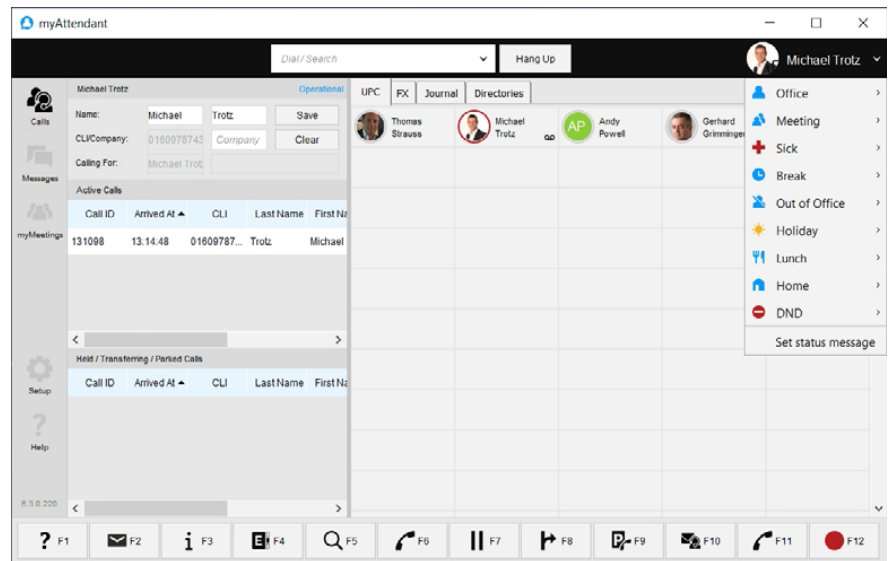 myAttendant
Dial / Search
Hang Up
Michael Trotz
Calls
Messages
myMeetings
Setup
Help
6.3.0.220
Michael Trotz
Operational
Name:
Michael
Trotz
Save
CLI/Company:
0160978743
Company
Clear
Calling For:
Michael Trotz
Active Calls
Call ID Arrived At CLI Last Name First Na
131098 13:14:48 01609787... Trotz Michael
Held / Transferring / Parked Calls
Call ID Arrived At CLI Last Name First Na
UPC FX Journal Directories
Thomas
Strauss
Michael
Trotz
AP
Andy
Powell
Gerhard
Grimminger
Office
Meeting
Sick
Break
Out of Office
Holiday
Lunch
Home
DND
Set status message
? F1
F2
i F3
E F4
F5
F6
F7
F8
P F9
F10
F11
F12